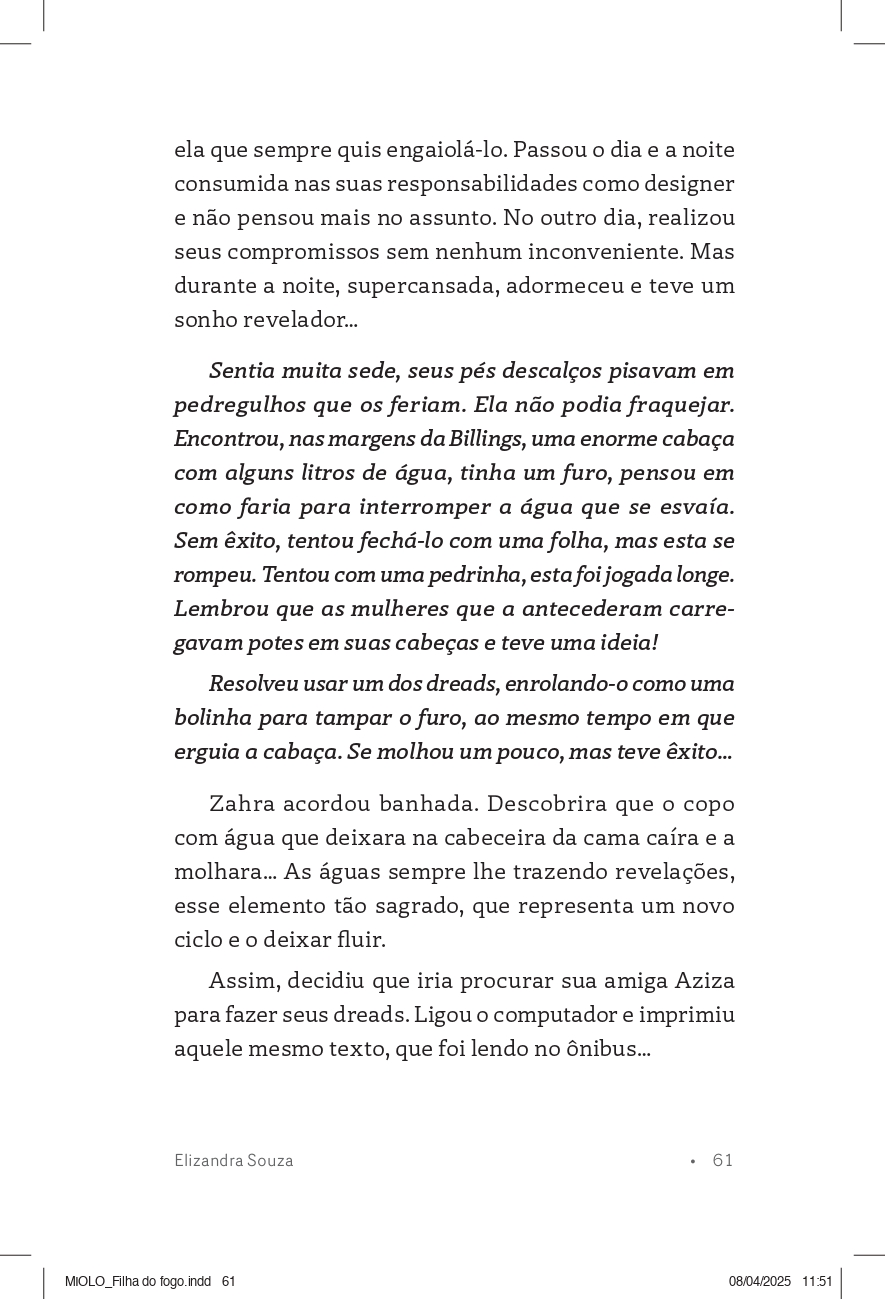 ela que sempre quis engaiolá-lo. Passou o dia e a noite
consumida nas suas responsabilidades como designer
e não pensou mais no assunto. No outro dia, realizou
seus compromissos sem nenhum inconveniente. Mas
durante a noite, supercansada, adormeceu e teve um
sonho revelador...
Sentia muita sede, seus pés descalços pisavam em
pedregulhos que os feriam. Ela não podia fraquejar.
Encontrou, nas margens da Billings, uma enorme cabaça
com alguns litros de água, tinha um furo, pensou em
como faria para interromper a água que se esvaía.
Sem êxito, tentou fechá-lo com uma folha, mas esta se
rompeu. Tentou com uma pedrinha, esta foi jogada longe.
Lembrou que as mulheres que a antecederam carre-
gavam potes em suas cabeças e teve uma ideia!
Resolveu usar um dos dreads, enrolando-o como uma
bolinha para tampar o furo, ao mesmo tempo em que
erguia a cabaça. Se molhou um pouco, mas teve êxito...
Zahra acordou banhada. Descobrira que o copo
com água que deixara na cabeceira da cama caíra e a
molhara... As águas sempre lhe trazendo revelações,
esse elemento tão sagrado, que representa um novo
ciclo e o deixar fluir.
Assim, decidiu que iria procurar sua amiga Aziza
para fazer seus dreads. Ligou o computador e imprimiu
aquele mesmo texto, que foi lendo no ônibus...
Elizandra Souza • 61
MIOLO_Filha do fogo.indd 61 08/04/2025 11:51